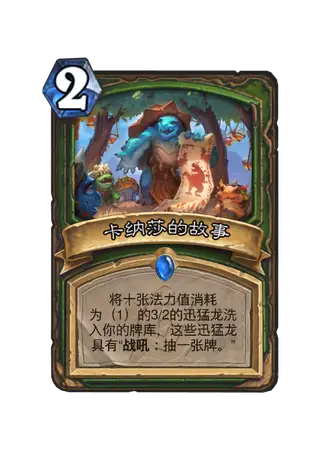 2
卡纳莎的故事
将十张法力值消耗
为（1）的3/2的迅猛龙洗
入你的牌库，这些迅猛龙
具有“战吼：抽一张牌。”